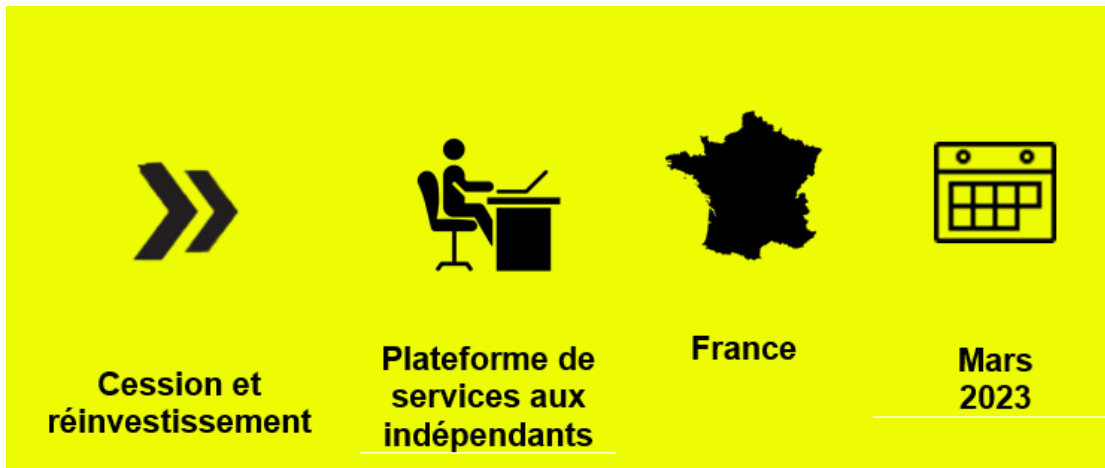 Cession et
réinvestissement
Plateforme de
services aux
indépendants
France
Mars
2023